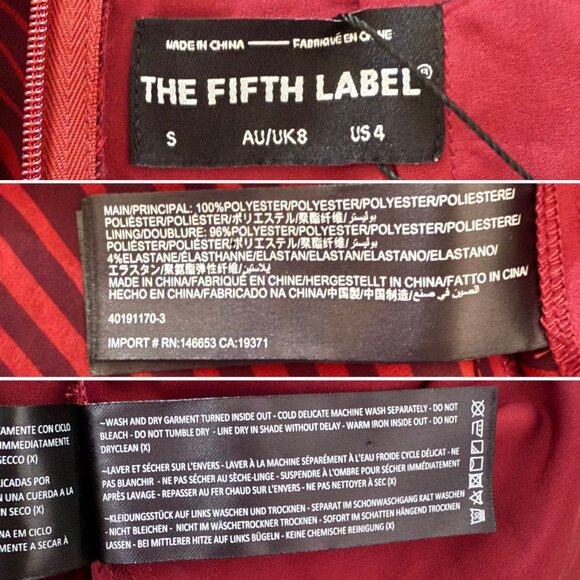 MADE IN CHINA — FABRIQUÉ EN CHINE
THE FIFTH LABEL®
S AU/UK8 US 4
MAIN/PRINCIPAL: 100%POLYESTER/POLYESTER/POLIESTERE/
POLIÉSTER/POLIÉSTER/ポリエステル/聚酯纤维/بوليستر
LINING/DOUBLURE: 96%POLYESTER/POLYESTER/POLIESTERE/
POLIÉSTER/POLIÉSTER/ポリエステル/聚酯纤维/بوليستر
4%ELASTANE/ÉLASTHANNE/ELASTAN/ELASTAN/ELASTANO/ELASTANO/
エラスタン/聚氨酯弹性纤维/ايلاستين
MADE IN CHINA/FABRIQUÉ EN CHINE/HERGESTELLT IN CHINA/FATTO IN CINA/
HECHO EN CHINA/FABRICADO NA CHINA/中国製/中国制造/الصين في صنع
40191170-3
IMPORT # RN:146653 CA:19371
TAMENTE CON CICLO
INMEDIATAMENTE
SECCO (X)
PLICADAS POR
N UNA CUERDA A LA
N SECO (X)
NA EM CICLO
AMENTE A SECAR À
~WASH AND DRY GARMENT TURNED INSIDE OUT - COLD DELICATE MACHINE WASH SEPARATELY - DO NOT
BLEACH - DO NOT TUMBLE DRY - LINE DRY IN SHADE WITHOUT DELAY - WARM IRON INSIDE OUT - DO NOT
DRYCLEAN (X)
~LAVER ET SÉCHER SUR L'ENVERS - LAVER À LA MACHINE SÉPARÉMENT À L'EAU FROIDE CYCLE DÉLICAT - NE
PAS BLANCHIR - NE PAS SÉCHER AU SÈCHE-LINGE - SUSPENDRE À L'OMBRE POUR SÉCHER IMMÉDIATEMENT
APRÈS LAVAGE - REPASSER AU FER CHAUD SUR L'ENVERS - NE PAS NETTOYER À SEC (X)
~KLEIDUNGSSTÜCK AUF LINKS WASCHEN UND TROCKNEN - SEPARAT IM SCHONWASCHGANG KALT WASCHEN
- NICHT BLEICHEN - NICHT IM WÄSCHETROCKNER TROCKNEN - SOFORT IM SCHATTEN HÄNGEND TROCKNEN
LASSEN - BEI MITTLERER HITZE AUF LINKS BÜGELN - KEINE CHEMISCHE REINIGUNG (X)